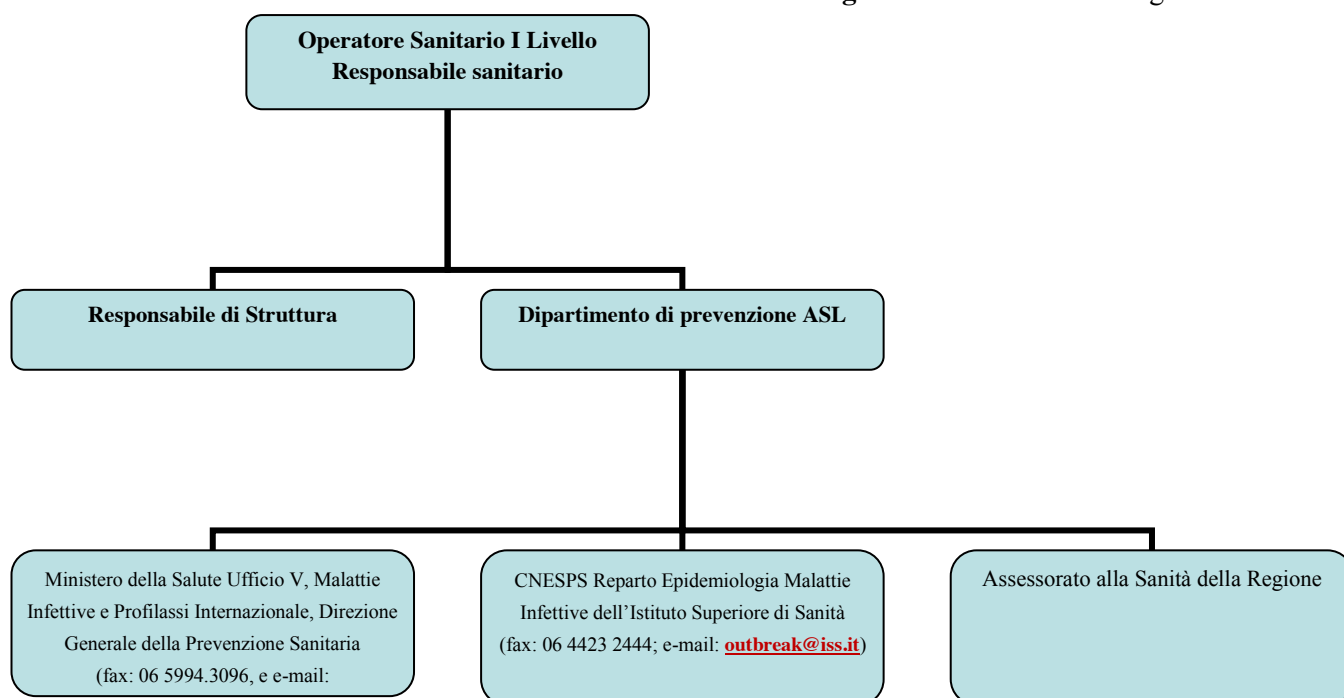 Operatore Sanitario I Livello
Responsabile sanitario
Responsabile di Struttura
Dipartimento di prevenzione ASL
Ministero della Salute Ufficio V, Malattie
Infettive e Profilassi Internazionale, Direzione
Generale della Prevenzione Sanitaria
(fax: 06 5994.3096, e e-mail:
CNESPS Reparto Epidemiologia Malattie
Infettive dell’Istituto Superiore di Sanità
(fax: 06 4423 2444; e-mail: outbreak@iss.it)
Assessorato alla Sanità della Regione